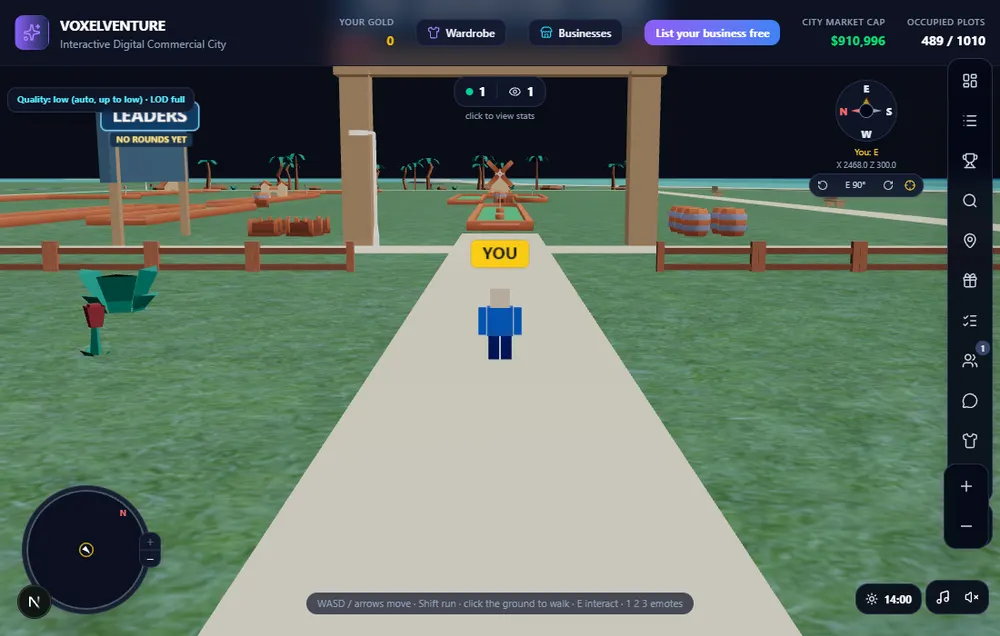 VOXELVENTURE
Interactive Digital Commercial City
YOUR GOLD
0
Wardrobe
Businesses
List your business free
CITY MARKET CAP
$910,996
OCCUPIED PLOTS
489 / 1010
Quality: low (auto, up to low) · LOD full
LEADERS
NO ROUNDS YET
1
1
click to view stats
E
N
S
W
You: E
X 2468.0 Z 300.0
E 90°
YOU
1
N
N
WASD / arrows move · Shift run · click the ground to walk · E interact · 1 2 3 emotes
14:00